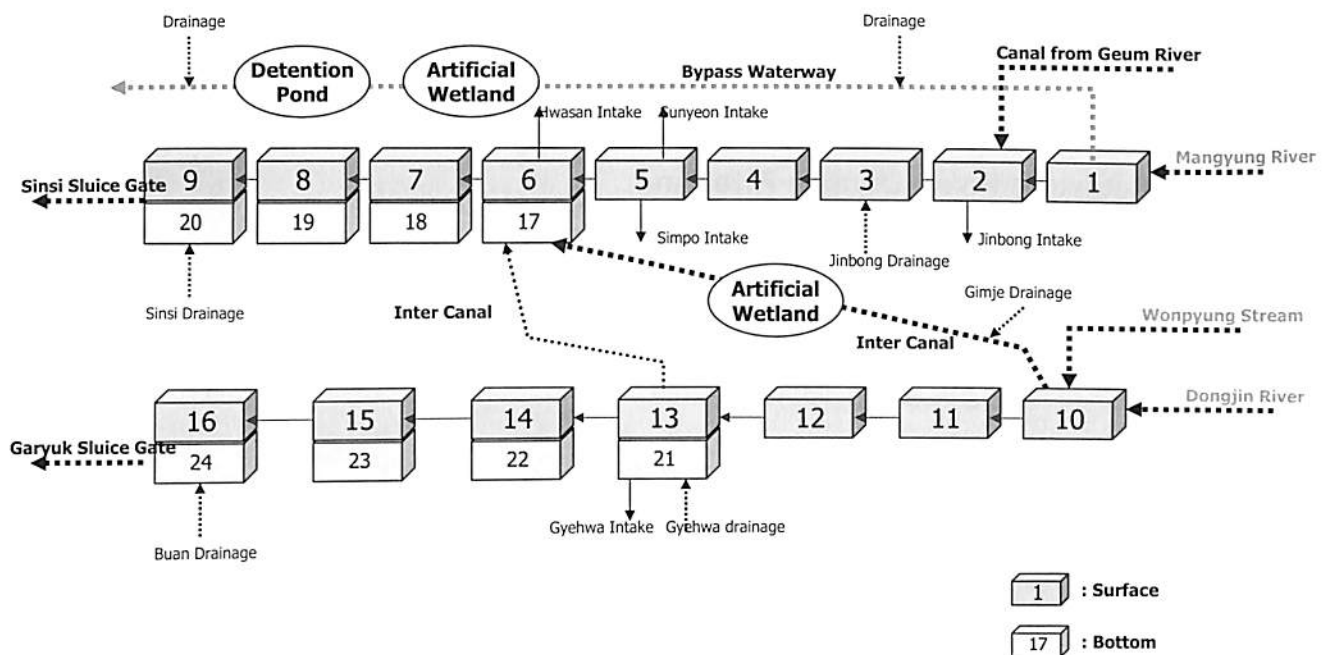 Drainage
Drainage
Canal from Geum River
Detention
Pond
Artificial
Wetland
Bypass Waterway
Hwasan Intake
Sunyeon Intake
Mangyung River
9
8
7
6
5
4
3
2
1
Sinsi Sluice Gate
20
19
18
17
Simpo Intake
Jinbong Drainage
Jinbong Intake
Sinsi Drainage
Inter Canal
Artificial
Wetland
Gimje Drainage
Inter Canal
Wonpyung Stream
Dongjin River
16
15
14
13
12
11
10
Garyuk Sluice Gate
24
23
22
21
Gyehwa Intake
Gyehwa drainage
Buan Drainage
1 : Surface
17 : Bottom